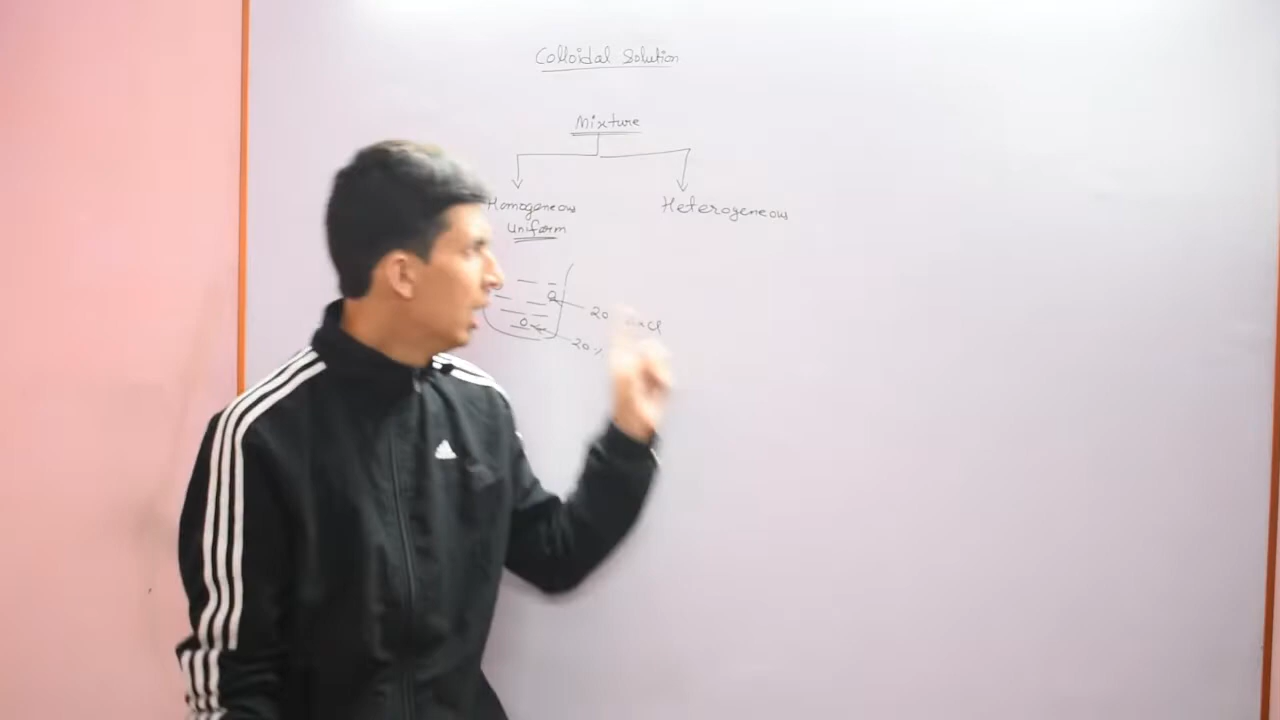 Colloidal Solution
Mixture
Homogeneous
Heterogeneous
Uniform
20
20.